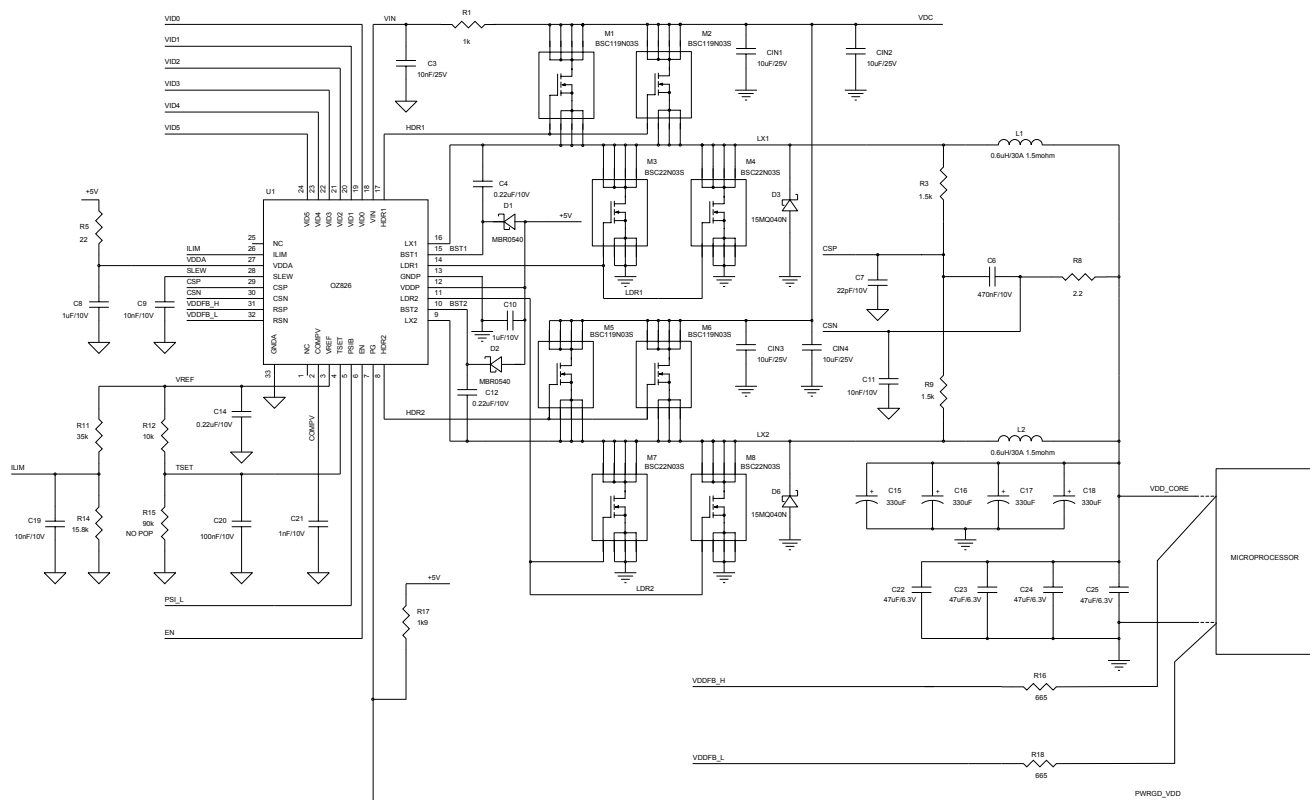 VID0
VIN
R1
1k
VDC
VID1
M1
BSC119N03S
M2
BSC119N03S
VID2
C3
10nF/25V
CIN1
10uF/25V
CIN2
10uF/25V
VID3
VID4
VID5
HDR1
LX1
L1
0.6uH/30A 1.5mohm
M3
BSC22N03S
M4
BSC22N03S
C4
0.22uF/10V
D1
MBR0540
+5V
D3
15MQ040N
R3
1.5k
+5V
R5
22
U1
24
23
22
21
20
19
18
17
VID5
VID4
VID3
VID2
VID1
VID0
VIN
HDR1
25
NC
LX1
16
ILIM
26
ILIM
BST1
15
BST1
VDDA
27
VDDA
LDR1
14
SLEW
28
SLEW
GNDP
13
CSP
29
CSP
OZ826
VDDP
12
CSN
30
CSN
LDR2
11
VDDFB_H
31
RSP
BST2
10
BST2
VDDFB_L
32
RSN
LX2
9
GNDA
NC
COMPV
VREF
TSET
PSIB
EN
PG
HDR2
33
1
2
3
4
5
6
7
8
C8
1uF/10V
C9
10nF/10V
LDR1
C10
1uF/10V
D2
MBR0540
C12
0.22uF/10V
CSP
C7
22pF/10V
C6
470nF/10V
R8
2.2
CSN
C11
10nF/10V
R9
1.5k
M5
BSC119N03S
M6
BSC119N03S
CIN3
10uF/25V
CIN4
10uF/25V
HDR2
LX2
L2
0.6uH/30A 1.5mohm
VREF
R11
35k
R12
10k
C14
0.22uF/10V
COMPV
ILIM
TSET
C19
10nF/10V
R14
15.8k
R15
90k
NO POP
C20
100nF/10V
C21
1nF/10V
M7
BSC22N03S
M8
BSC22N03S
D6
15MQ040N
LDR2
C15
330uF
C16
330uF
C17
330uF
C18
330uF
VDD_CORE
MICROPROCESSOR
C22
47uF/6.3V
C23
47uF/6.3V
C24
47uF/6.3V
C25
47uF/6.3V
PSI_L
EN
+5V
R17
1k9
VDDFB_H
R16
665
VDDFB_L
R18
665
PWRGD_VDD